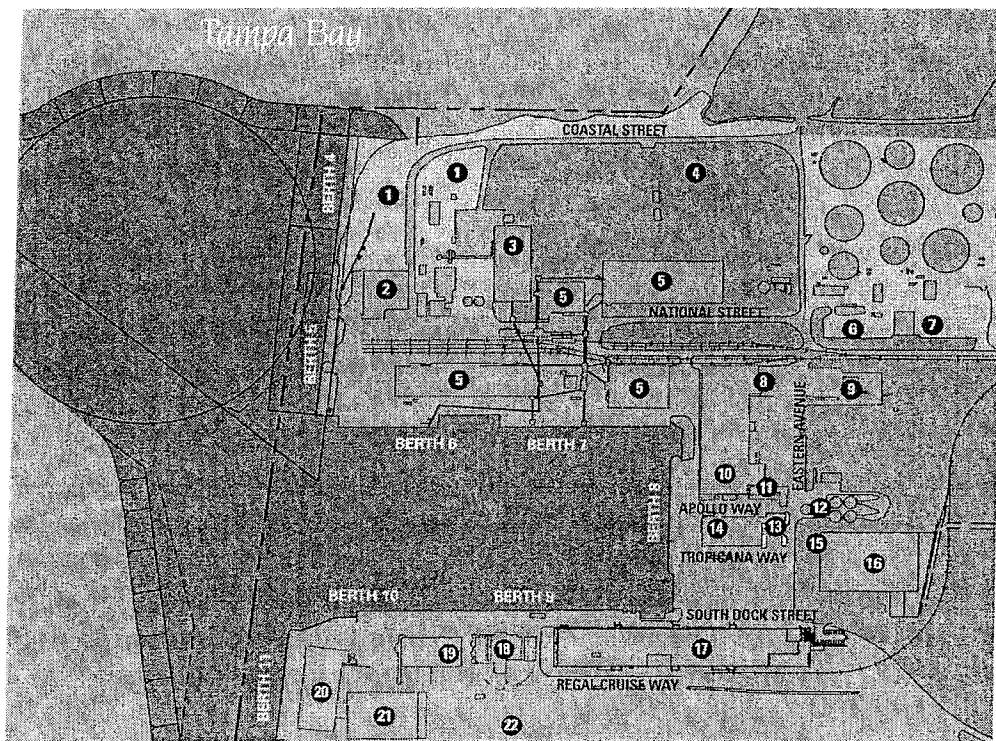 Tampa Bay
COASTAL STREET
BERTH 4
1
1
4
3
2
5
5
NATIONAL STREET
6
7
BERTH 5
5
5
8
9
EASTERN AVENUE
BERTH 6
BERTH 7
BERTH 8
10
11
APOLLO WAY
12
14
13
TROPICANA WAY
15
16
BERTH 10
BERTH 9
SOUTH DOCK STREET
19
18
17
BERTH 11
REGAL CRUISE WAY
20
21
22